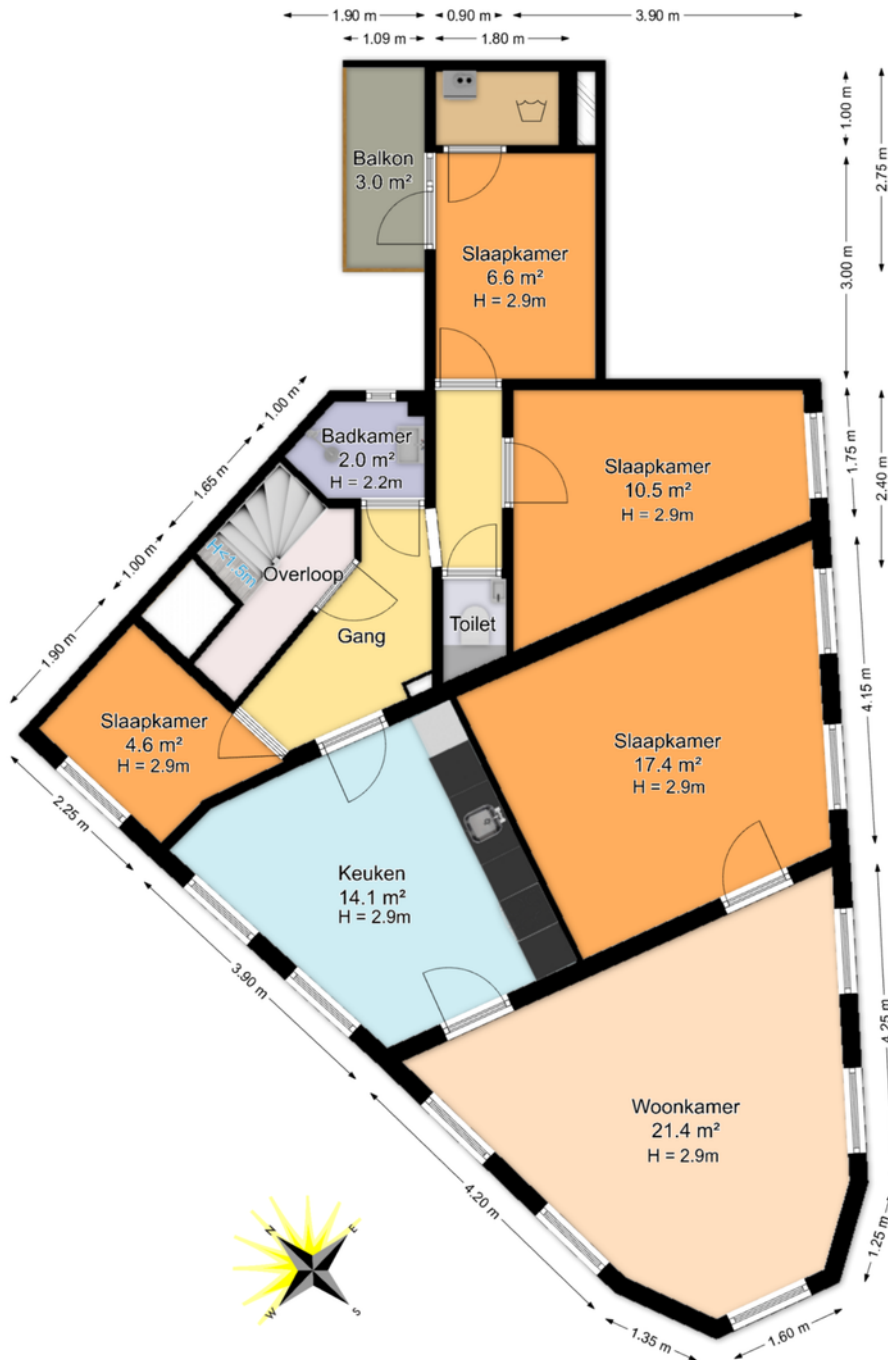 1.90 m
0.90 m
3.90 m
1.09 m
1.80 m
1.00 m
2.75 m
Balkon
3.0 m²
3.00 m
Slaapkamer
6.6 m²
H = 2.9m
1.00 m
Badkamer
2.0 m²
H = 2.2m
1.75 m
2.40 m
Slaapkamer
10.5 m²
H = 2.9m
1.65 m
1.00 m
H<1.5m
Overloop
Gang
Toilet
1.90 m
4.15 m
Slaapkamer
4.6 m²
H = 2.9m
Slaapkamer
17.4 m²
H = 2.9m
2.25 m
Keuken
14.1 m²
H = 2.9m
3.90 m
4.25 m
Woonkamer
21.4 m²
H = 2.9m
4.20 m
1.25 m
N
E
W
S
1.35 m
1.60 m